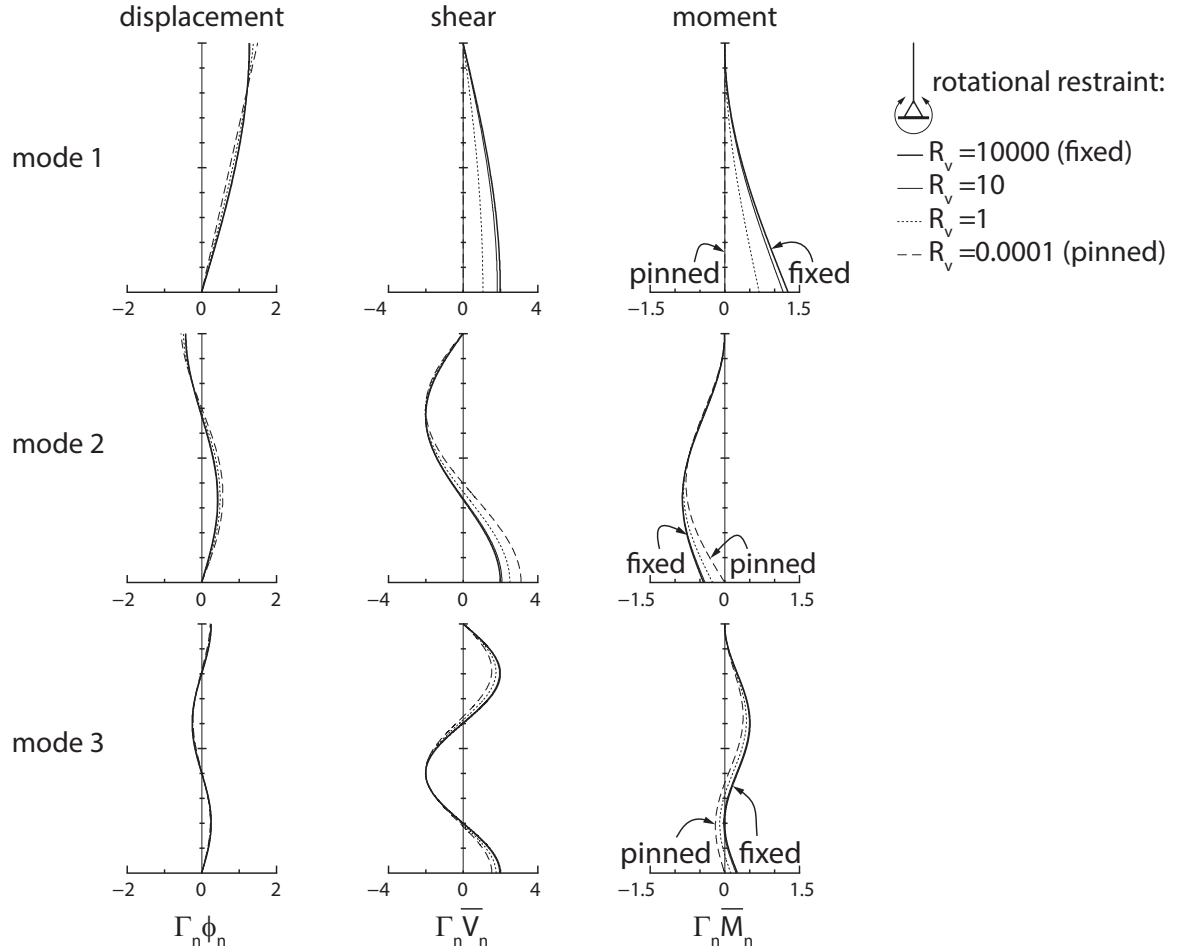 displacement shear moment
rotational restraint:
mode 1
R_v =10000 (fixed)
R_v =10
R_v =1
R_v =0.0001 (pinned)
pinned fixed
−2 0 2 −4 0 4 −1.5 0 1.5
mode 2
fixed pinned
−2 0 2 −4 0 4 −1.5 0 1.5
mode 3
pinned fixed
−2 0 2 −4 0 4 −1.5 0 1.5
Γ_n ϕ_n Γ_n V̅_n Γ_n M̅_n